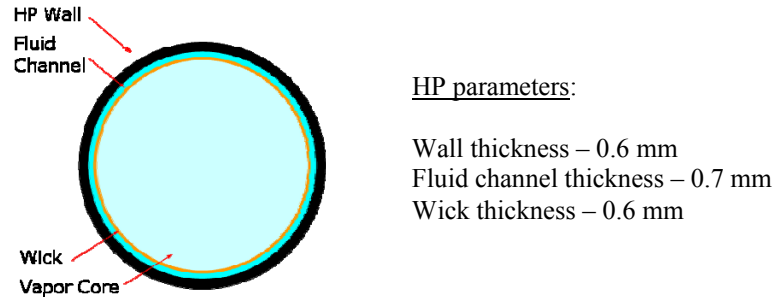 HP Wall
Fluid
Channel
Wick
Vapor Core
HP parameters:
Wall thickness – 0.6 mm
Fluid channel thickness – 0.7 mm
Wick thickness – 0.6 mm